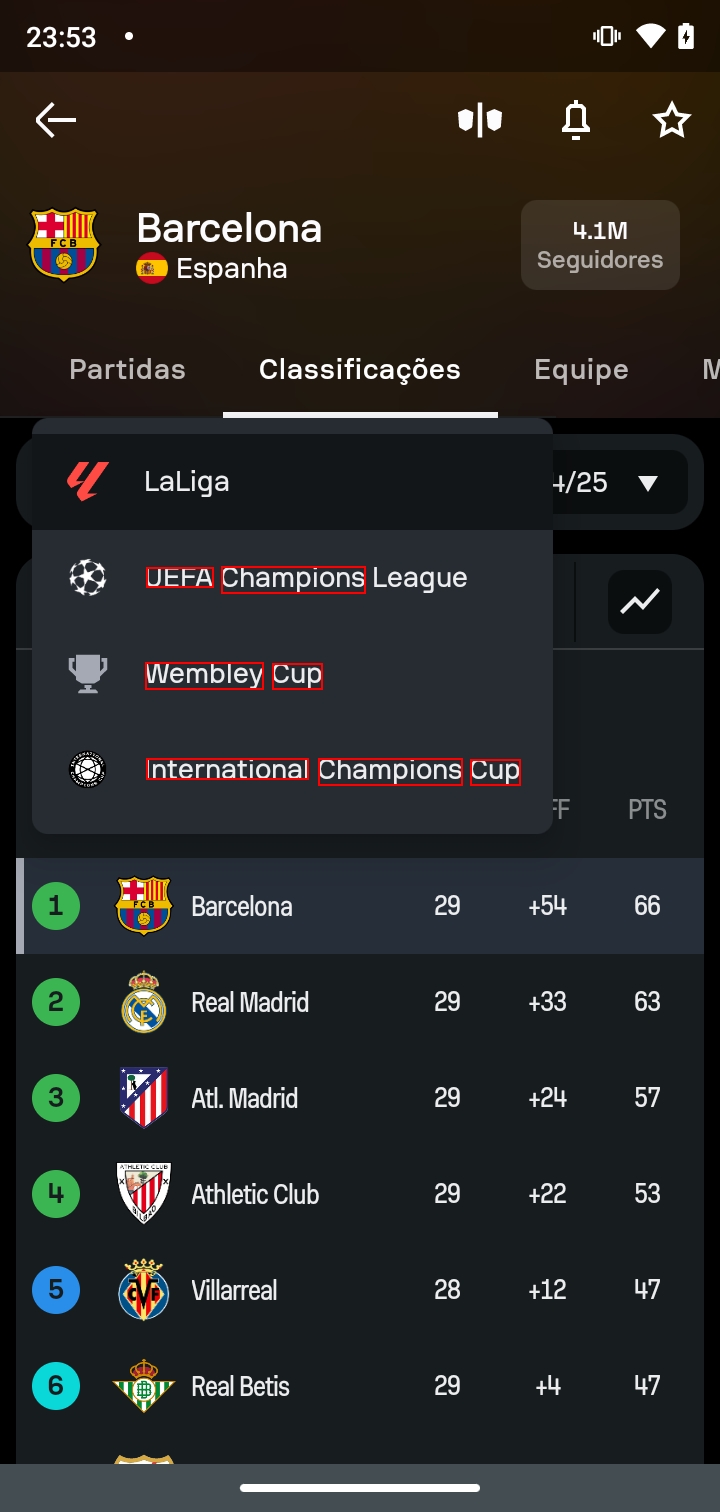 23:53
Barcelona
Espanha
4.1M
Seguidores
Partidas Classificações Equipe
LaLiga
4/25
UEFA Champions League
Wembley Cup
International Champions Cup
FF PTS
1 Barcelona 29 +54 66
2 Real Madrid 29 +33 63
3 Atl. Madrid 29 +24 57
4 Athletic Club 29 +22 53
5 Villarreal 28 +12 47
6 Real Betis 29 +4 47